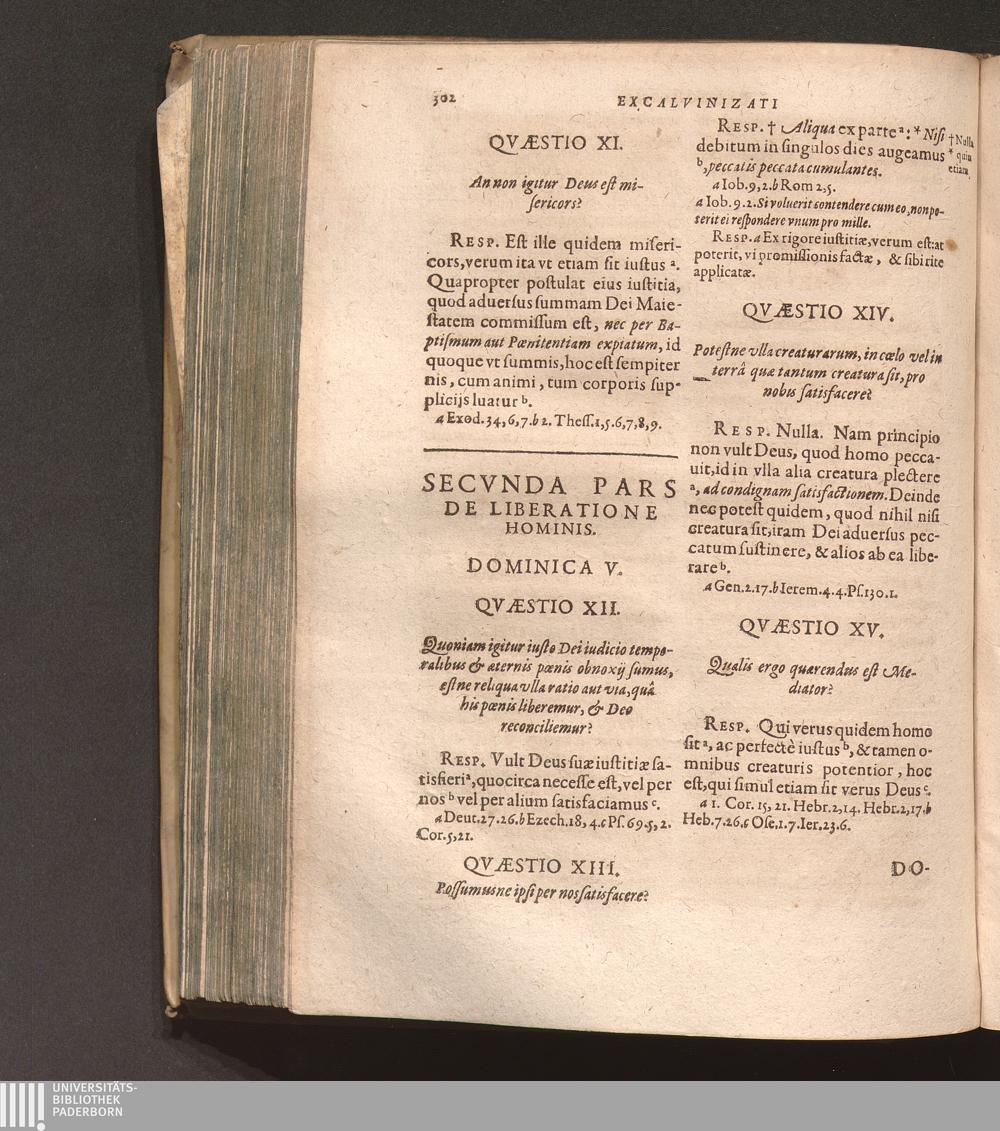 302
EXCALVINIZATI
QVÆSTIO XI.
An non igitur Deus est mi-
sericors?
RESP. Est ille quidem miseri-
cors, verum ita vt etiam sit iustus a.
Quapropter postulat eius iustitia,
quod aduersus summam Dei Maie-
statem commissum est, nec per Ba-
ptismum aut Pœnitentiam expiatum, id
quoque vt summis, hoc est sempiter
nis, cum animi, tum corporis sup-
plicijs luatur b.
a Exod. 34, 6, 7. b 2. Thess. 1, 5. 6, 7, 8, 9.
SECVNDA PARS
DE LIBERATIONE
HOMINIS.
DOMINICA V.
QVÆSTIO XII.
Quoniam igitur iusto Dei iudicio tempo-
ralibus & æternis pœnis obnoxij sumus,
estne reliqua vlla ratio aut via, quâ
his pœnis liberemur, & Deo
reconciliemur?
RESP. Vult Deus suæ iustitiæ sa-
tisfieri a, quocirca necesse est, vel per
nos b vel per alium satisfaciamus c.
a Deut. 27. 26. b Ezech. 18, 4. c Ps. 69. 5, 2.
Cor. 5, 21.
QVÆSTIO XIII.
Possumusne ipsi per nos satisfacere?
RESP. † Aliqua ex parte a: * Nisi
debitum in singulos dies augeamus
b, peccatis peccata cumulantes.
a Iob. 9, 2. b Rom 2, 5.
a Iob. 9. 2. Si voluerit contendere cum eo, non po-
terit ei respondere vnum pro mille.
RESP. a Ex rigore iustitiæ, verum est: at
poterit, vi promissionis factæ, & sibi rite
applicatæ.
† Nulla
* quin
etiam
QVÆSTIO XIV.
Potestne vlla creaturarum, in cœlo vel in
terrâ quæ tantum creatura sit, pro
nobis satisfacere?
RESP. Nulla. Nam principio
non vult Deus, quod homo pecca-
uit, id in vlla alia creatura plectere
a, ad condignam satisfactionem. Deinde
nec potest quidem, quod nihil nisi
creatura sit, iram Dei aduersus pec-
catum sustinere, & alios ab ea libe-
rare b.
a Gen. 2. 17. b Ierem. 4. 4. Ps. 130. 1.
QVÆSTIO XV.
Qualis ergo quærendus est Me-
diator?
RESP. Qui verus quidem homo
sit a, ac perfectè iustus b, & tamen o-
mnibus creaturis potentior, hoc
est, qui simul etiam sit verus Deus c.
a 1. Cor. 15, 21. Hebr. 2, 14. Hebr. 2, 17. b
Heb. 7. 26. c Ose. 1. 7. Ier. 23. 6.
DO-
UNIVERSITÄTS-
BIBLIOTHEK
PADERBORN